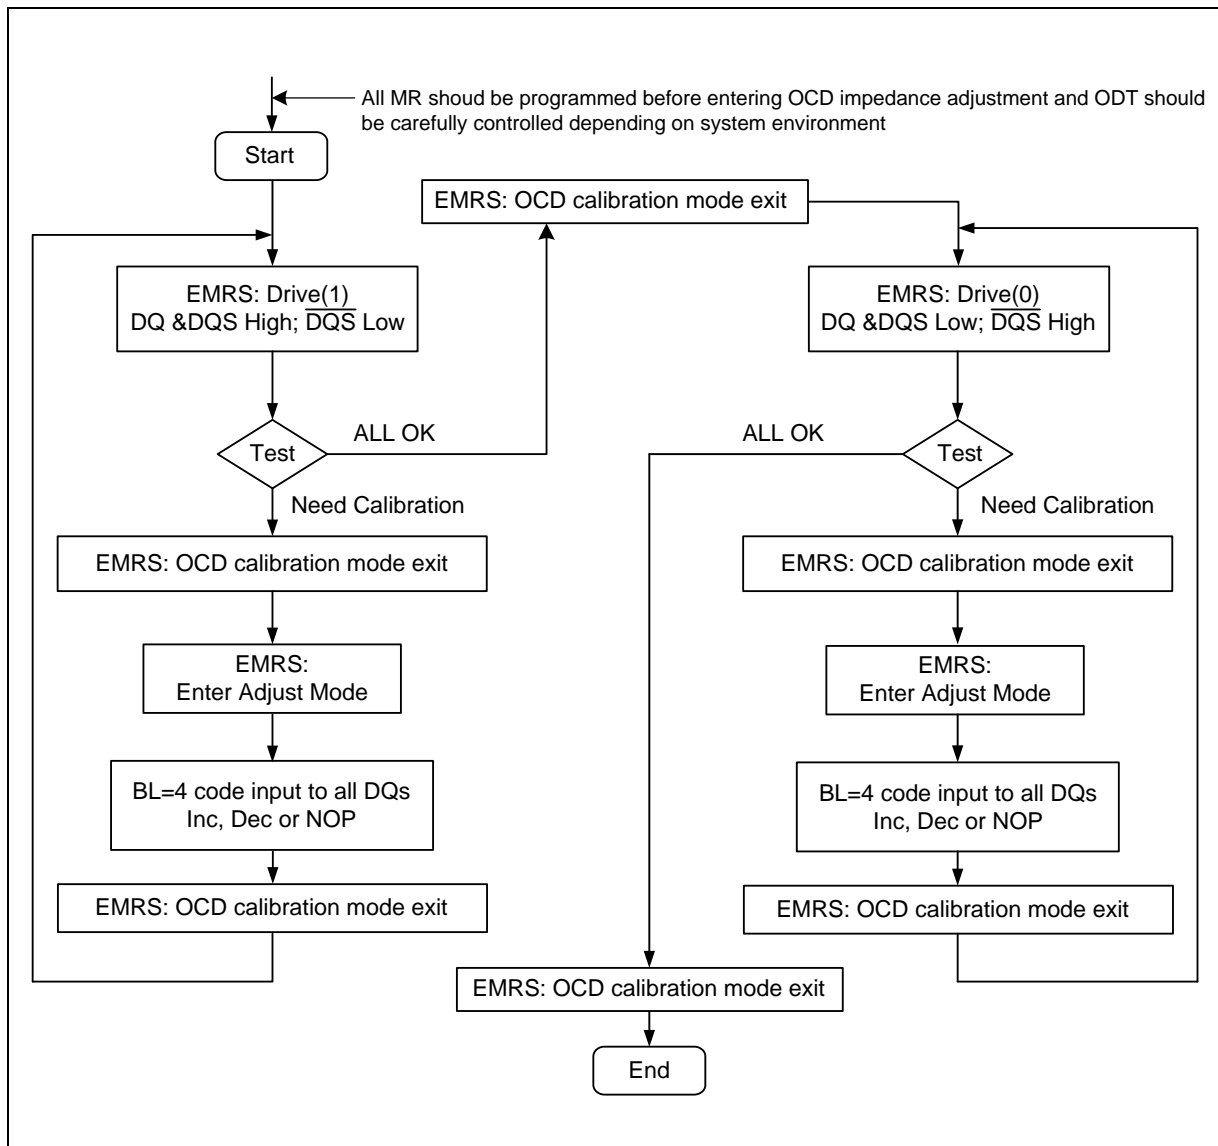 All MR shoud be programmed before entering OCD impedance adjustment and ODT should
be carefully controlled depending on system environment
Start
EMRS: OCD calibration mode exit
EMRS: Drive(1)
DQ &DQS High; D̅Q̅S̅ Low
Test
ALL OK
Need Calibration
EMRS: OCD calibration mode exit
EMRS:
Enter Adjust Mode
BL=4 code input to all DQs
Inc, Dec or NOP
EMRS: OCD calibration mode exit
EMRS: Drive(0)
DQ &DQS Low; D̅Q̅S̅ High
Test
ALL OK
Need Calibration
EMRS: OCD calibration mode exit
EMRS:
Enter Adjust Mode
BL=4 code input to all DQs
Inc, Dec or NOP
EMRS: OCD calibration mode exit
EMRS: OCD calibration mode exit
End